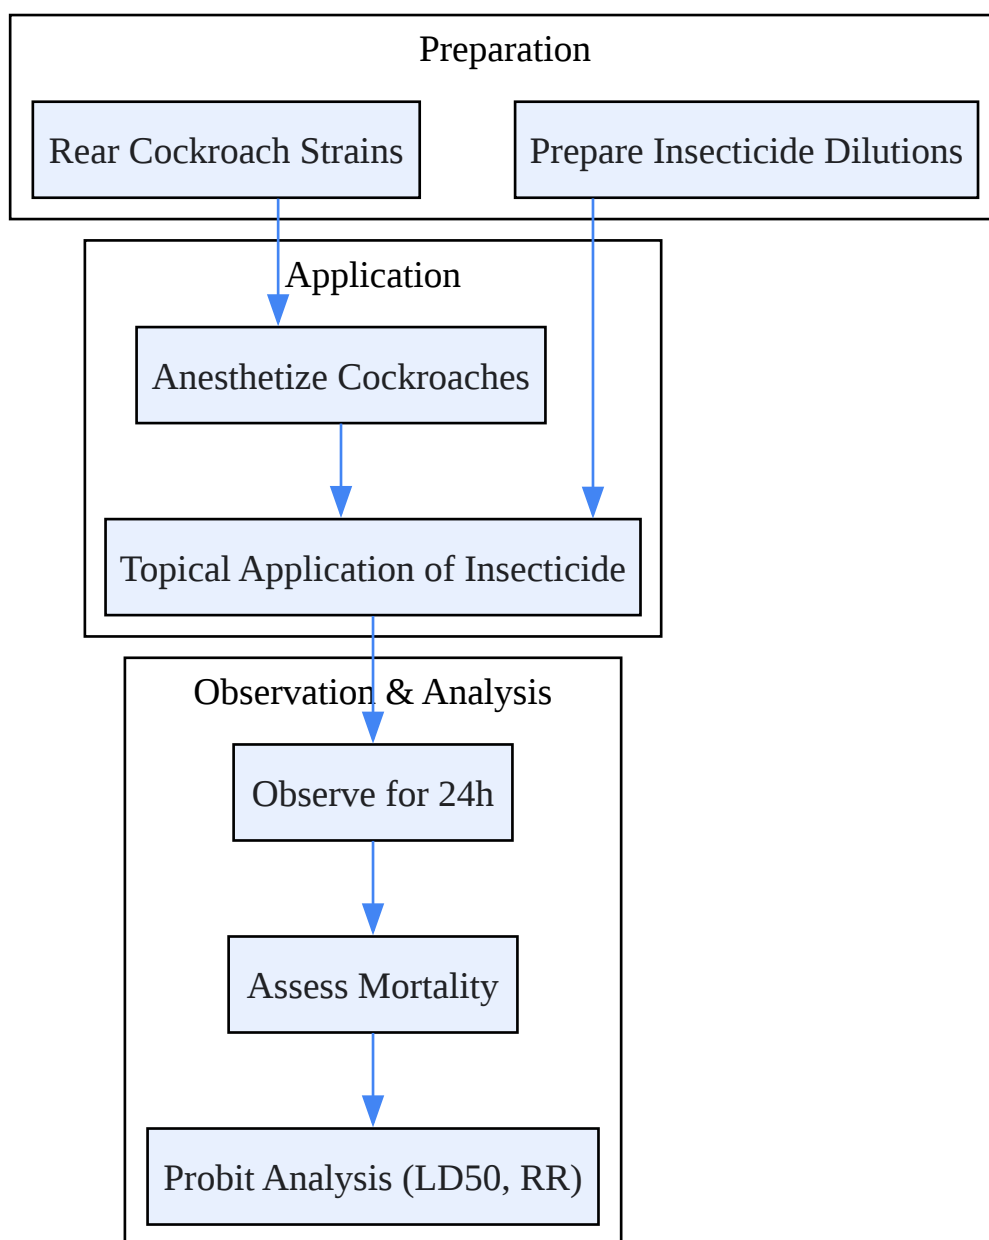 Preparation
Rear Cockroach Strains
Prepare Insecticide Dilutions
Application
Anesthetize Cockroaches
Topical Application of Insecticide
Observation & Analysis
Observe for 24h
Assess Mortality
Probit Analysis (LD50, RR)